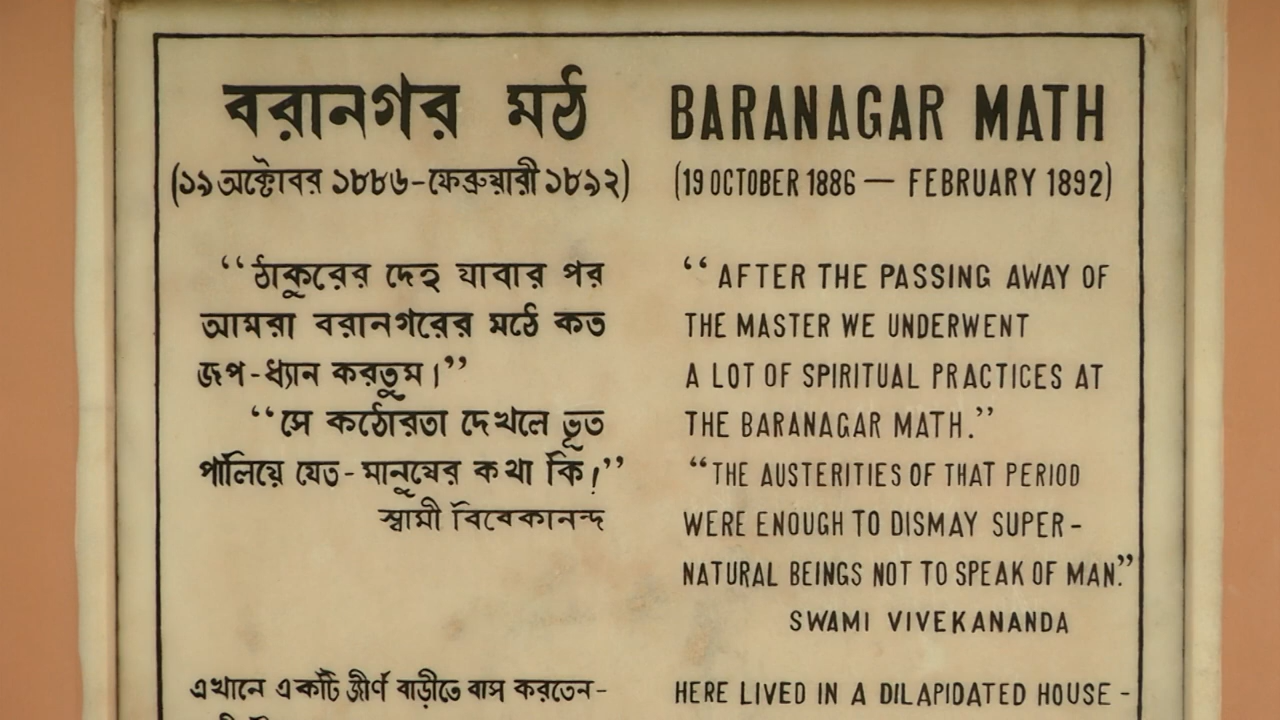 বরানগর মঠ
(১৯ অক্টোবর ১৮৮৬-ফেব্রুয়ারী ১৮৯২)
“ঠাকুরের দেহ যাবার পর
আমরা বরানগরের মঠে কত
জপ-ধ্যান করতুম।”
“সে কঠোরতা দেখলে ভূত
পালিয়ে যেত-মানুষের কথা কি!”
স্বামী বিবেকানন্দ
এখানে একটি জীর্ণ বাড়ীতে বাস করতেন-
BARANAGAR MATH
(19 OCTOBER 1886 — FEBRUARY 1892)
“AFTER THE PASSING AWAY OF
THE MASTER WE UNDERWENT
A LOT OF SPIRITUAL PRACTICES AT
THE BARANAGAR MATH.”
“THE AUSTERITIES OF THAT PERIOD
WERE ENOUGH TO DISMAY SUPER-
NATURAL BEINGS NOT TO SPEAK OF MAN.”
SWAMI VIVEKANANDA
HERE LIVED IN A DILAPIDATED HOUSE -